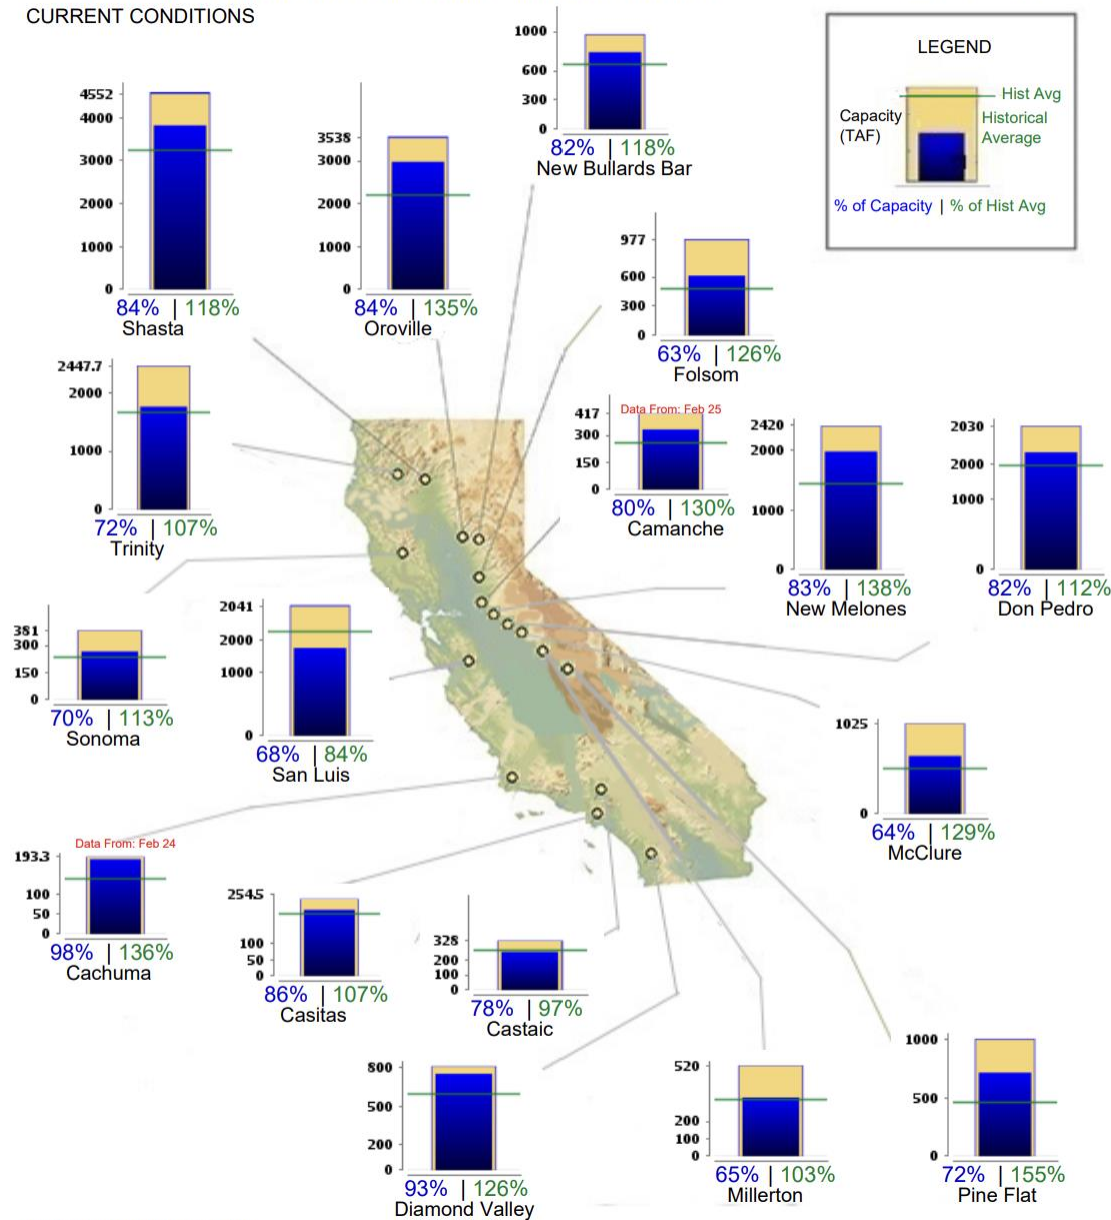 CURRENT CONDITIONS
LEGEND
Hist Avg
Capacity
(TAF)
Historical
Average
% of Capacity | % of Hist Avg
1000
600
300
0
82% | 118%
New Bullards Bar
4552
4000
3000
2000
1000
0
84% | 118%
Shasta
3538
3000
2000
1000
0
84% | 135%
Oroville
977
600
300
0
63% | 126%
Folsom
2447.7
2000
1000
0
72% | 107%
Trinity
Data From: Feb 25
417
300
150
0
80% | 130%
Camanche
2420
2000
1000
0
83% | 138%
New Melones
2030
2000
1000
0
82% | 112%
Don Pedro
381
300
150
0
70% | 113%
Sonoma
2041
2000
1000
0
68% | 84%
San Luis
1025
0
64% | 129%
McClure
Data From: Feb 24
193.3
100
50
0
98% | 136%
Cachuma
254.5
100
50
0
86% | 107%
Casitas
328
200
100
0
78% | 97%
Castaic
800
500
200
0
93% | 126%
Diamond Valley
520
200
100
0
65% | 103%
Millerton
1000
500
0
72% | 155%
Pine Flat